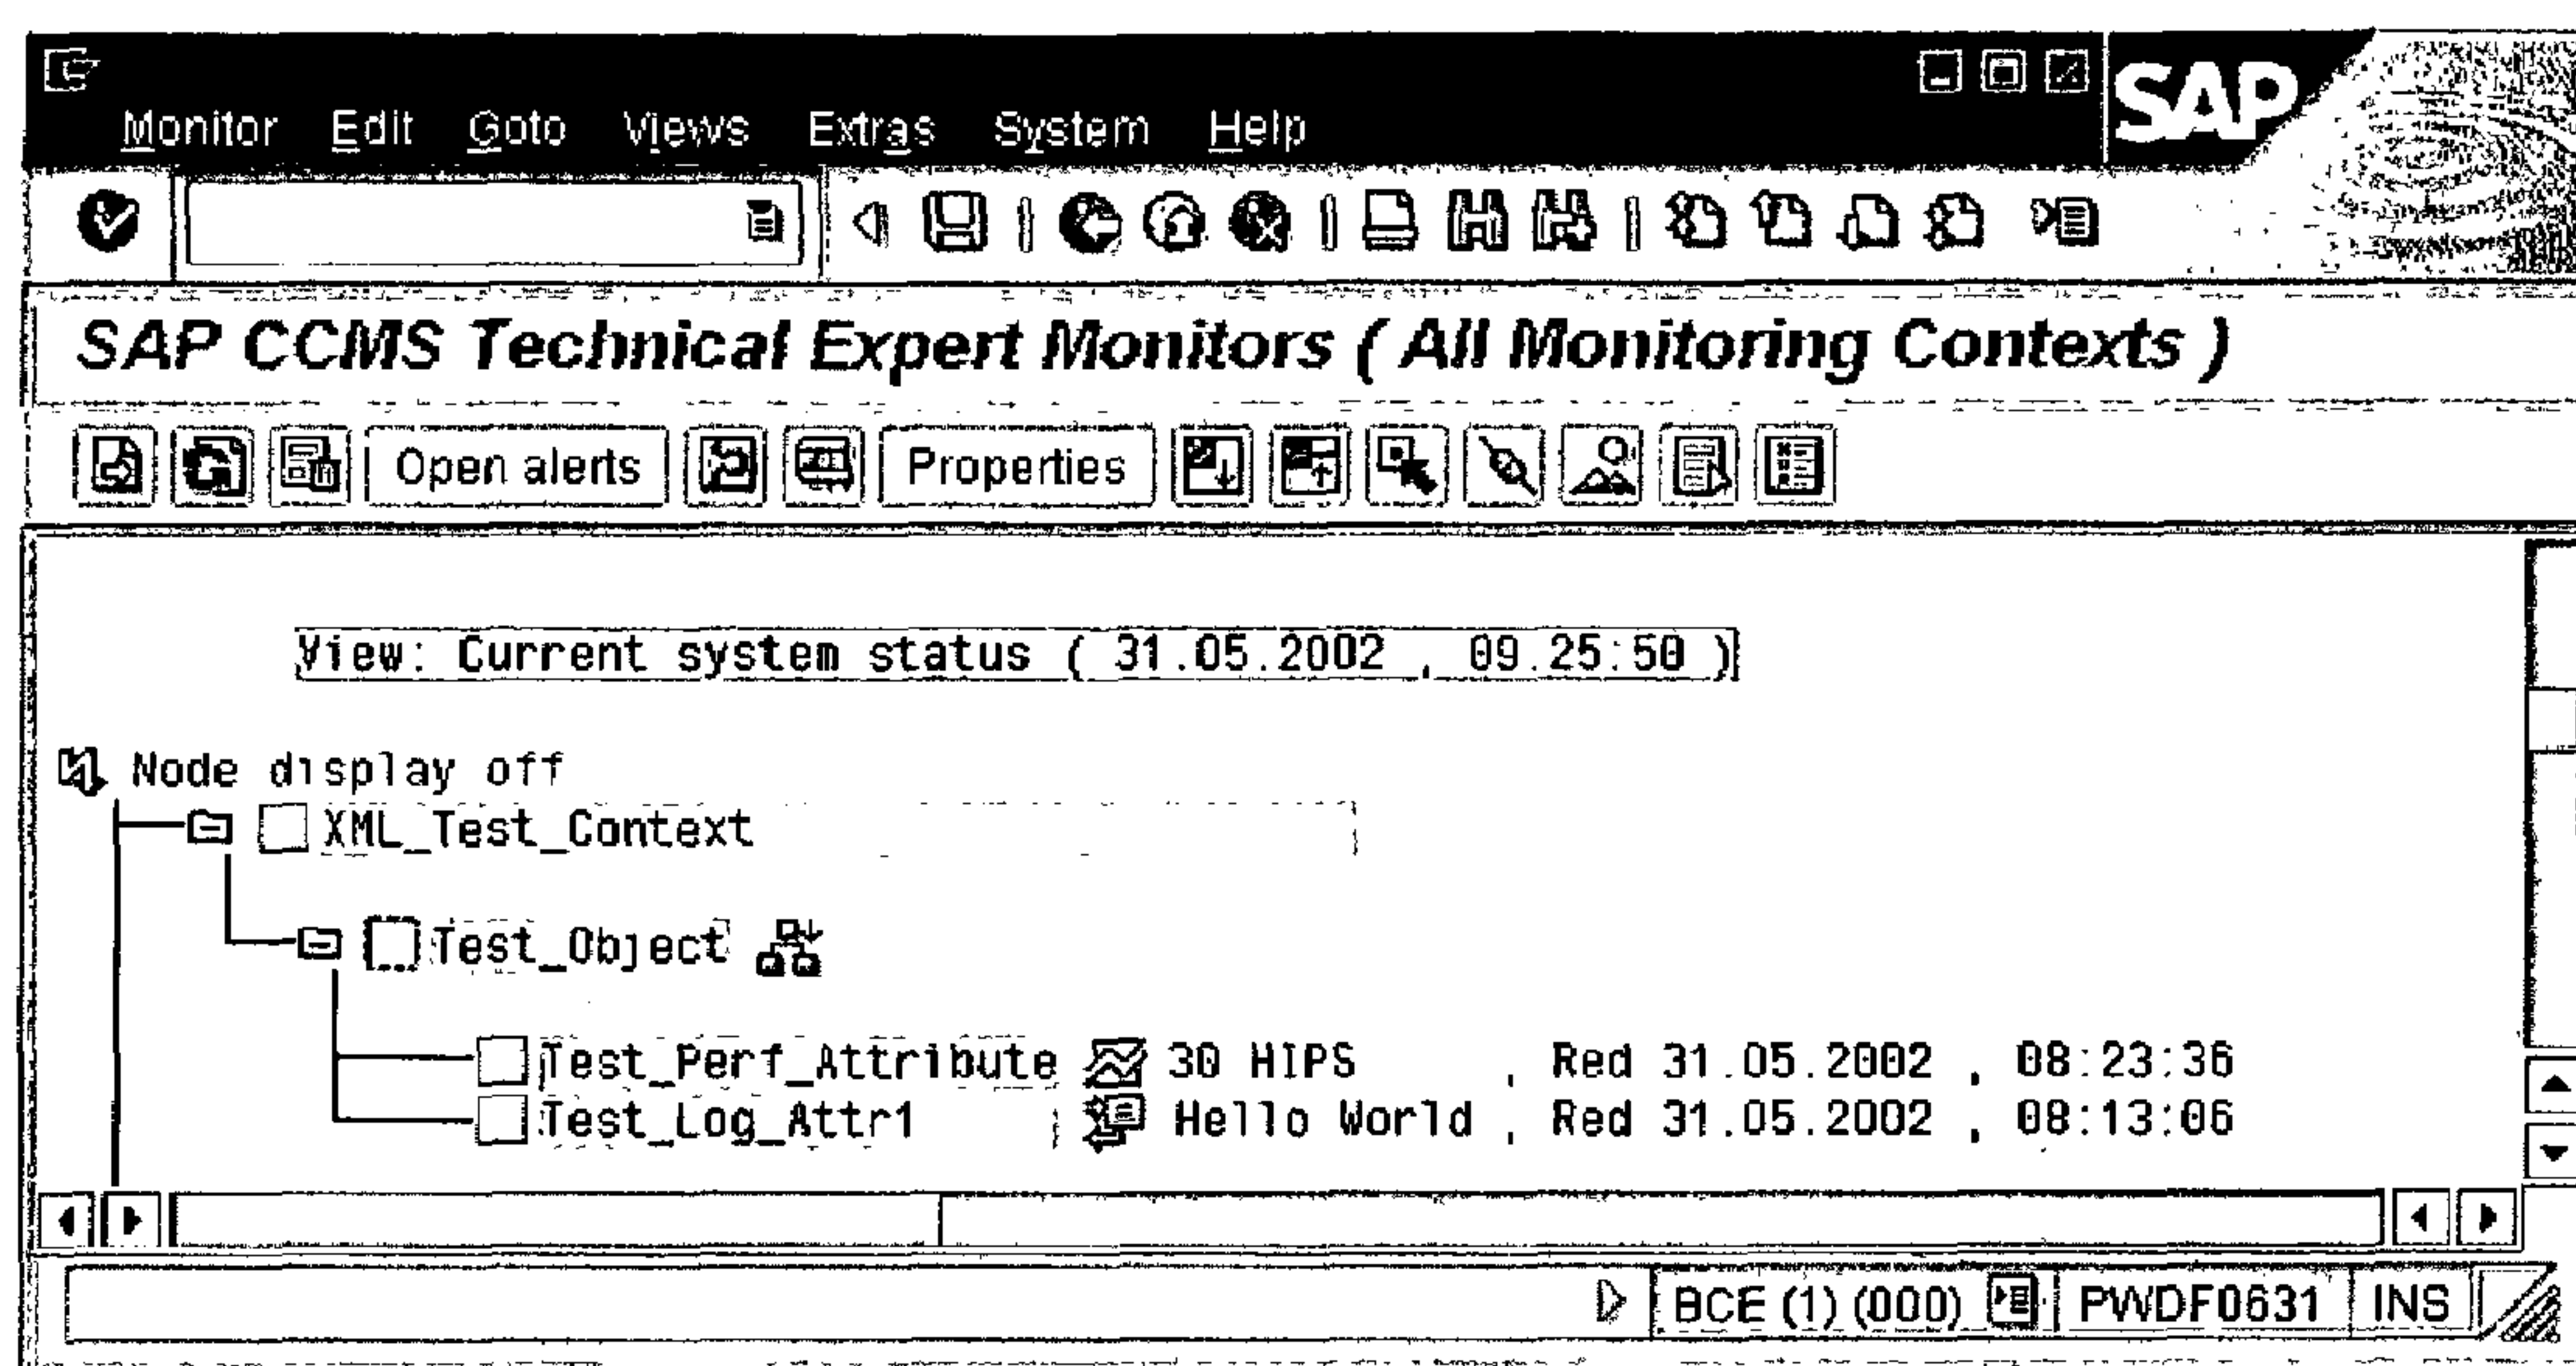 Monitor Edit Goto Views Extras System Help
SAP
SAP CCMS Technical Expert Monitors ( All Monitoring Contexts )
Open alerts Properties
View: Current system status ( 31.05.2002 , 09.25:50 )
Node display off
XML_Test_Context
Test_Object
Test_Perf_Attribute 30 HIPS , Red 31.05.2002 , 08:23:36
Test_Log_Attr1 Hello World , Red 31.05.2002 , 08:13:06
BCE (1) (000) PWDF0631 INS